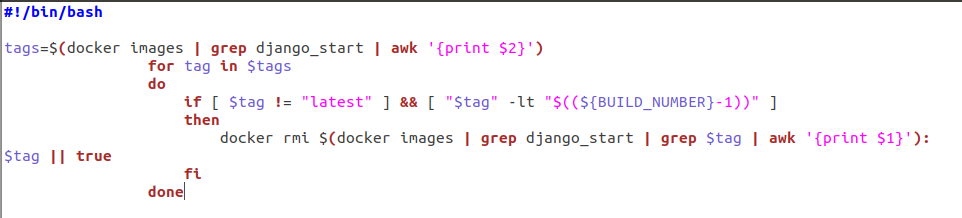 #!/bin/bash
tags=$(docker images | grep django_start | awk '{print $2}')
for tag in $tags
do
if [ $tag != "latest" ] && [ "$tag" -lt "$((${BUILD_NUMBER}-1))" ]
then
docker rmi $(docker images | grep django_start | grep $tag | awk '{print $1}'):
$tag || true
fi
done